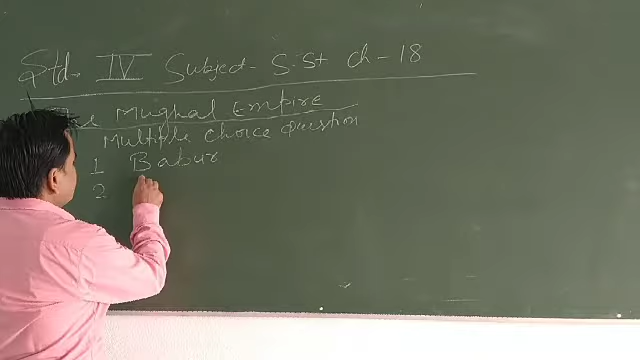 Std. IV Subject - S.St Ch - 18
The Mughal Empire
Multiple choice question
1 Babur
2